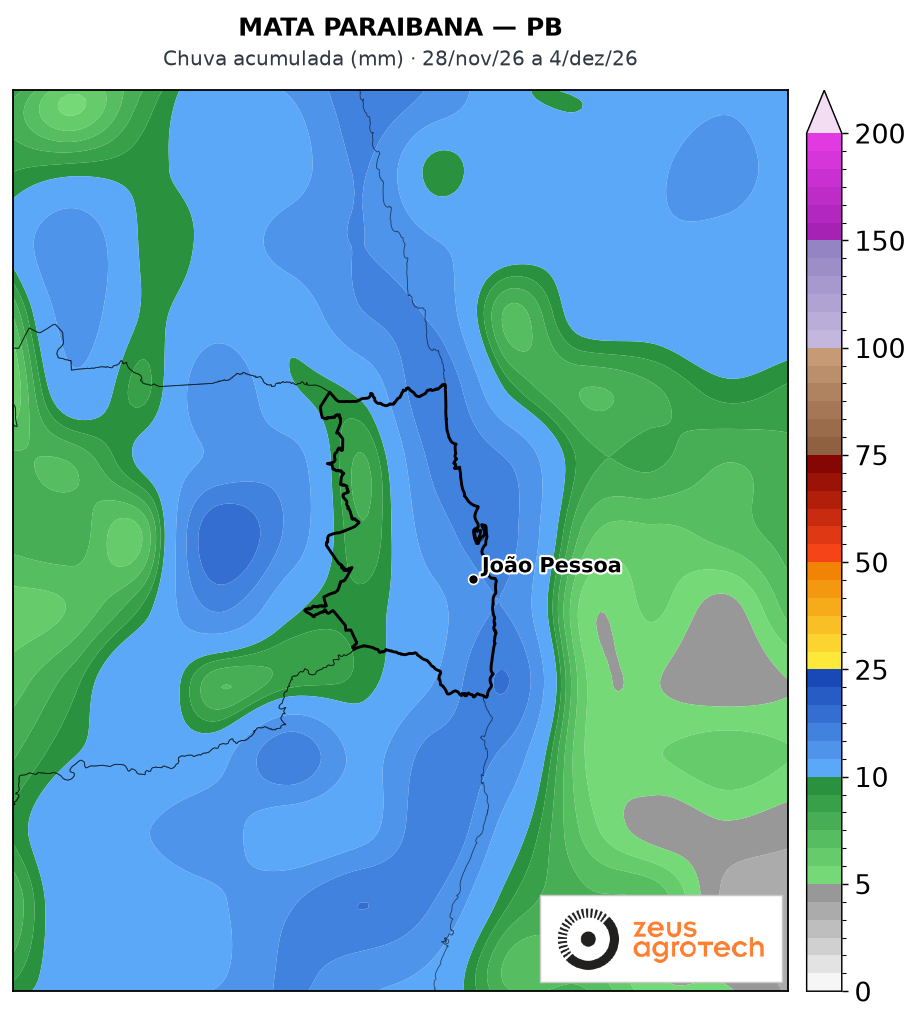 MATA PARAIBANA — PB
Chuva acumulada (mm) · 28/nov/26 a 4/dez/26
200
150
100
75
50
25
10
5
0
João Pessoa
zeus
agrotech